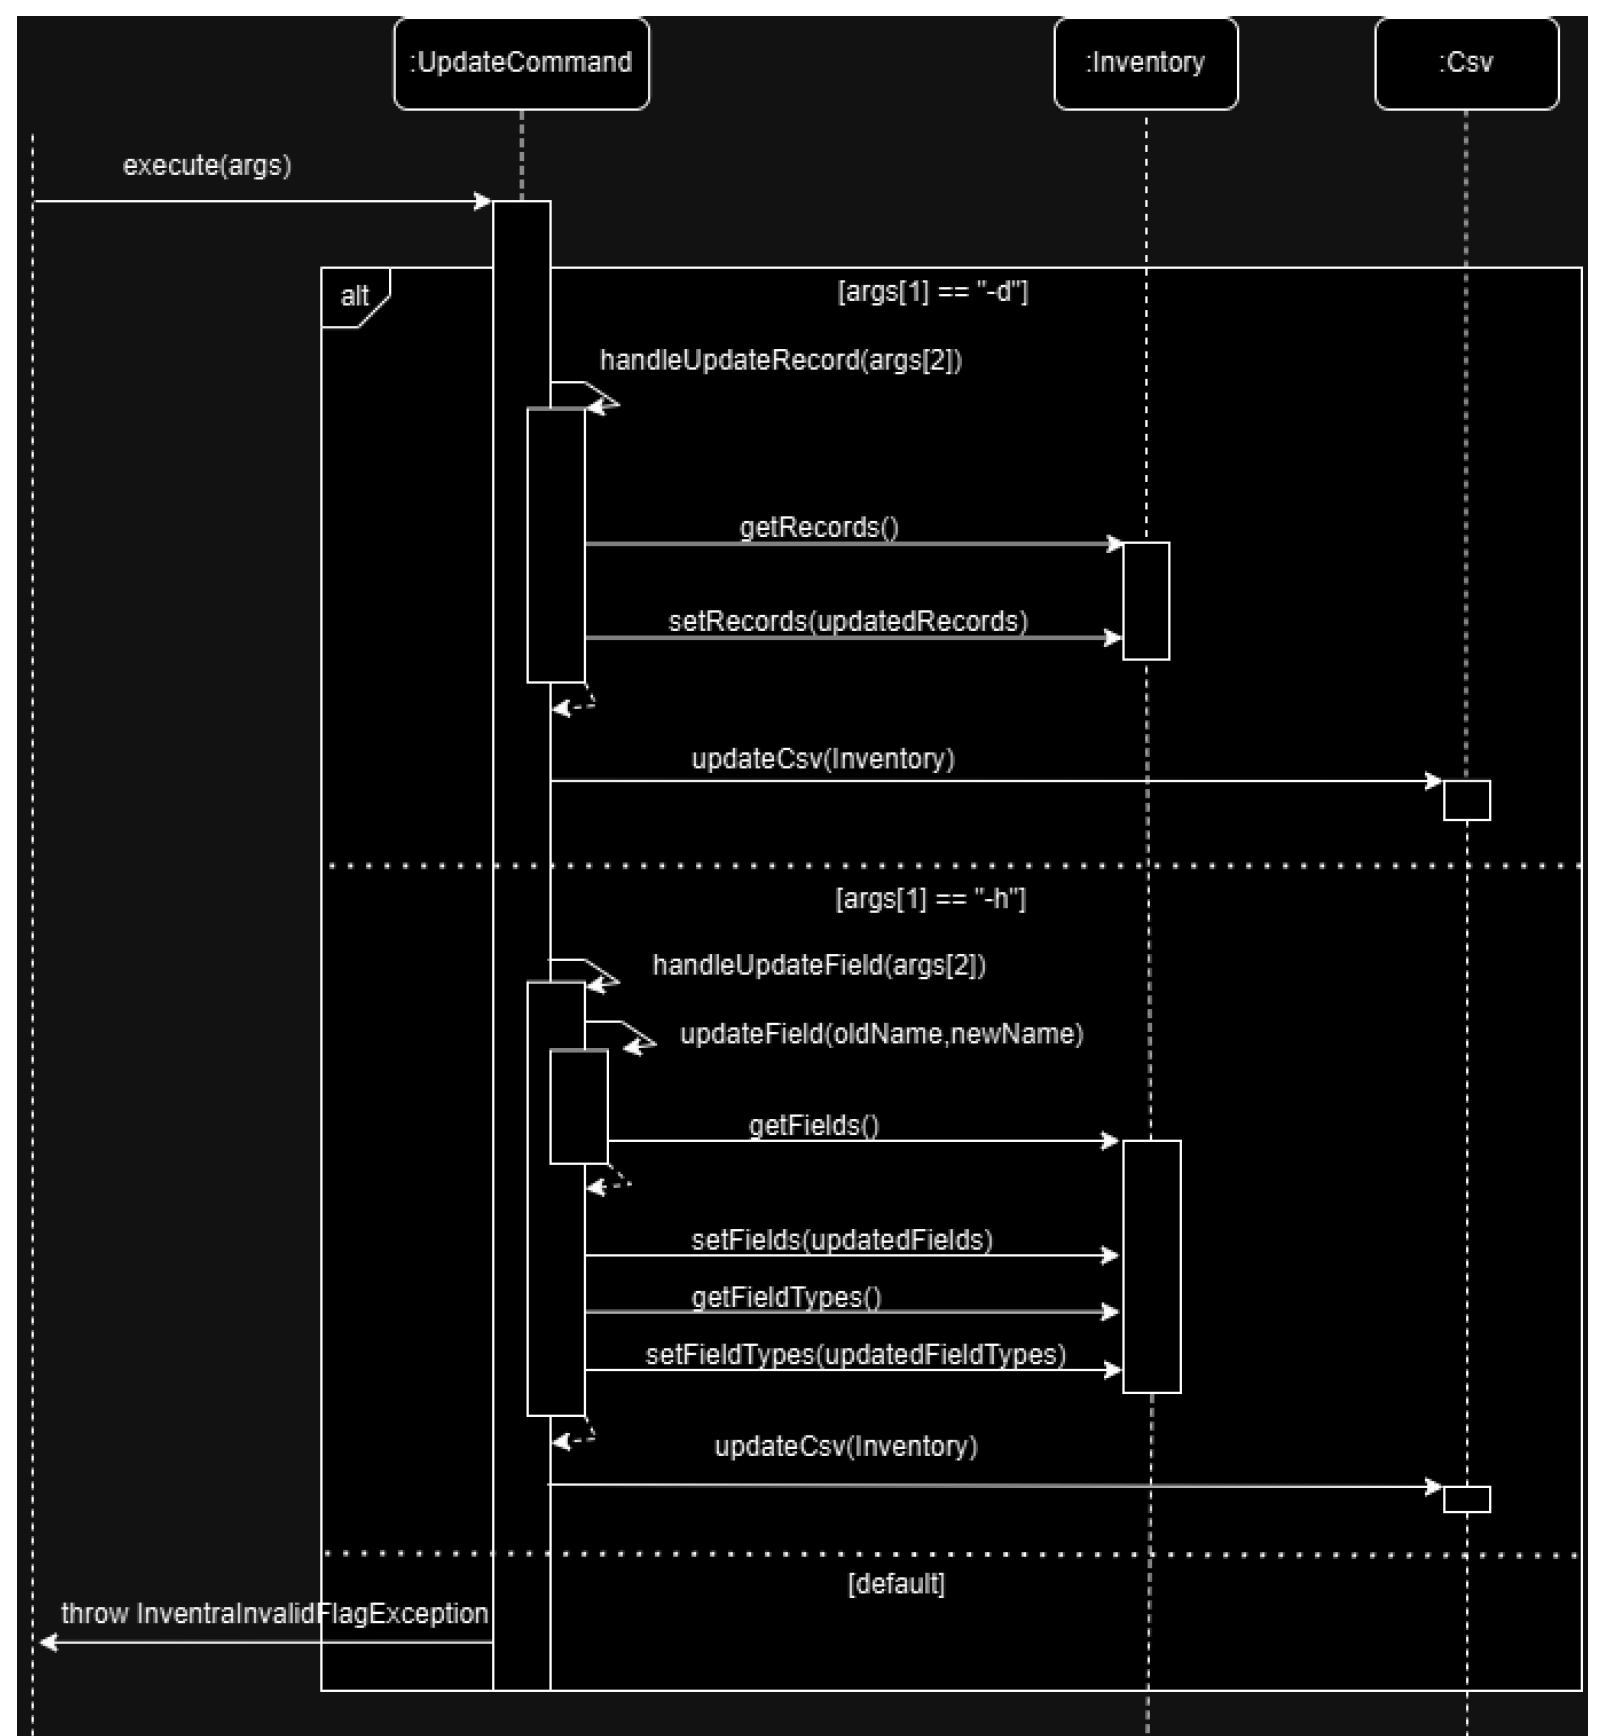 :UpdateCommand
:Inventory
:Csv
execute(args)
alt
[args[1] == "-d"]
handleUpdateRecord(args[2])
getRecords()
setRecords(updatedRecords)
updateCsv(Inventory)
[args[1] == "-h"]
handleUpdateField(args[2])
updateField(oldName,newName)
getFields()
setFields(updatedFields)
getFieldTypes()
setFieldTypes(updatedFieldTypes)
updateCsv(Inventory)
[default]
throw InventraInvalidFlagException